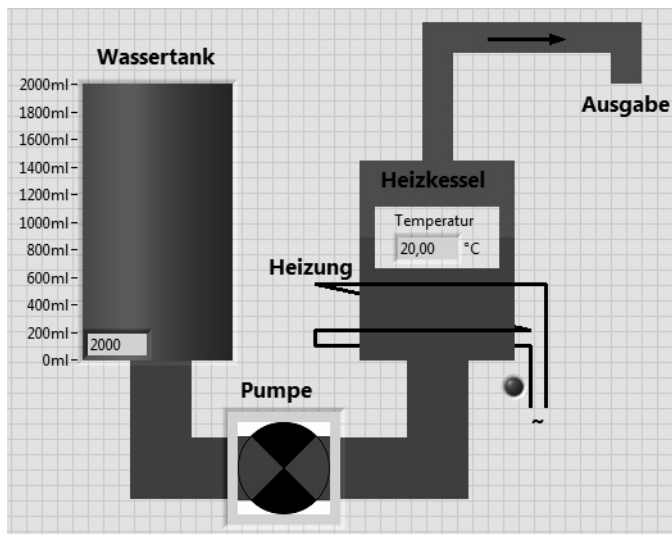 Wassertank
2000ml
1800ml
1600ml
1400ml
1200ml
1000ml
800ml
600ml
400ml
200ml
0ml
2000
Pumpe
Heizung
Heizkessel
Temperatur
20,00 °C
~
Ausgabe